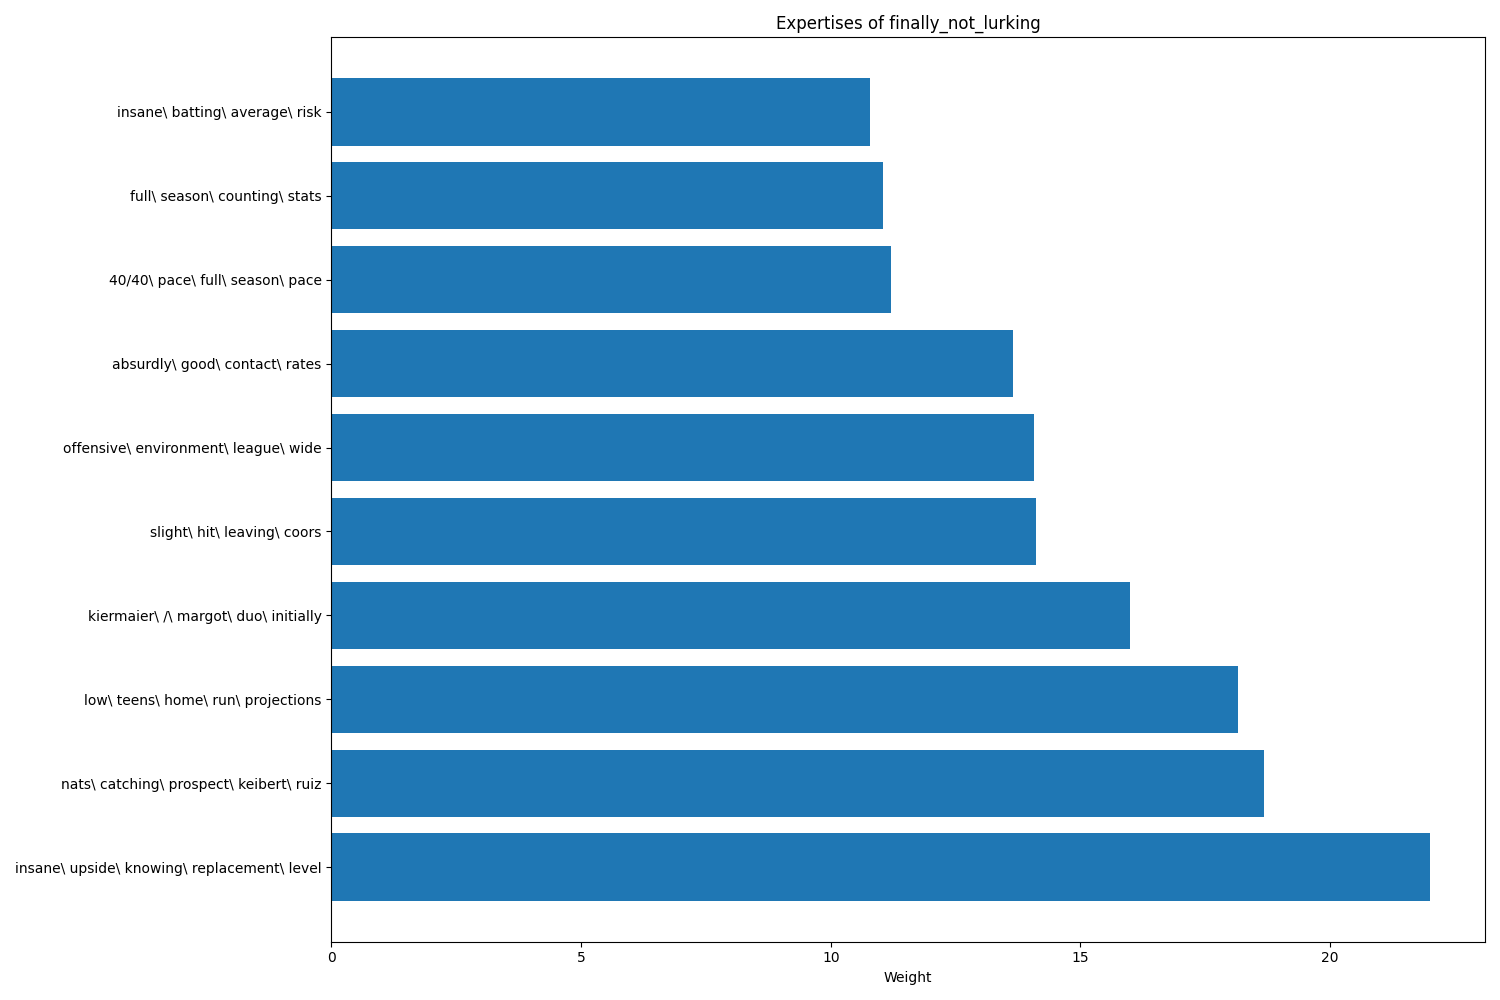 Expertises of finally_not_lurking
insane\ batting\ average\ risk
full\ season\ counting\ stats
40/40\ pace\ full\ season\ pace
absurdly\ good\ contact\ rates
offensive\ environment\ league\ wide
slight\ hit\ leaving\ coors
kiermaier\ /\ margot\ duo\ initially
low\ teens\ home\ run\ projections
nats\ catching\ prospect\ keibert\ ruiz
insane\ upside\ knowing\ replacement\ level
0 5 10 15 20
Weight